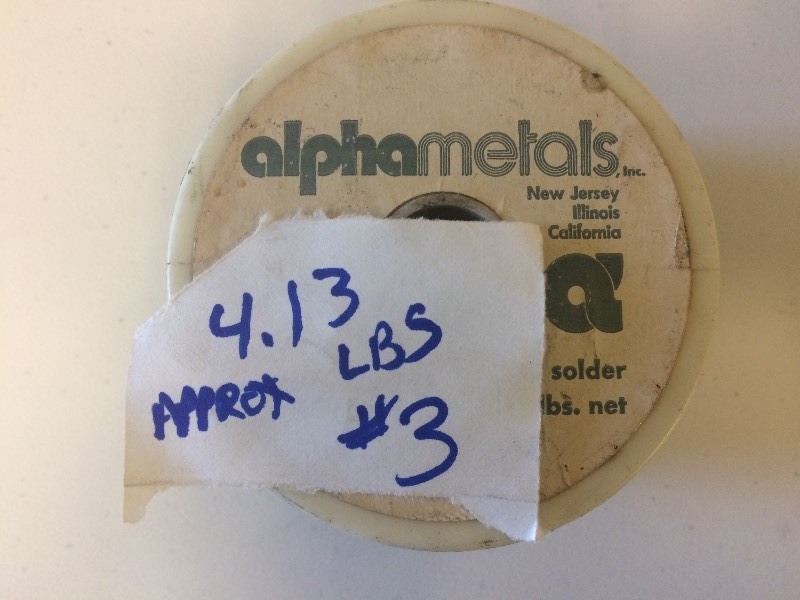 alphametals, Inc.
New Jersey
Illinois
California
α
solder
lbs. net
4.13
LBS
APPROX
#3